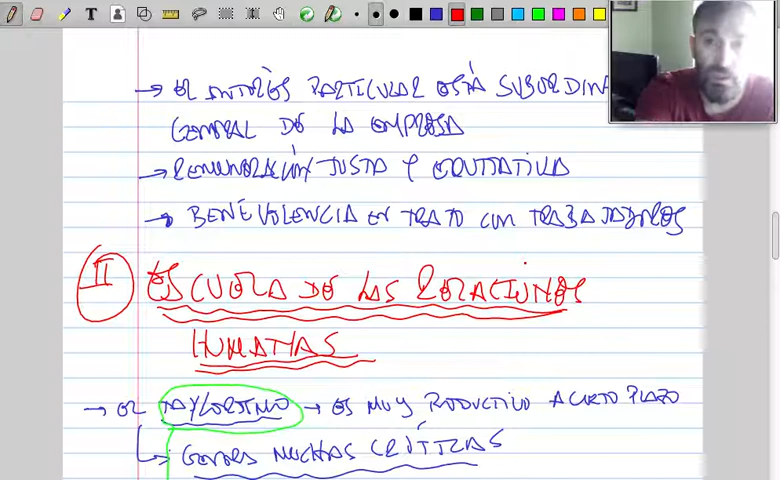 → EL INTERÉS PARTICULAR ESTÁ SUBORDINA
GENERAL DE LA EMPRESA
→ REMUNERACIÓN JUSTA Y EQUITATIVA
→ BENEVOLENCIA EN TRATO CON TRABAJADORES
II ESCUELA DE LAS RELACIONES
HUMANAS
→ EL TAYLORISMO → ES MUY PRODUCTIVO A CORTO PLAZO
GENERA MUCHAS CRÍTICAS